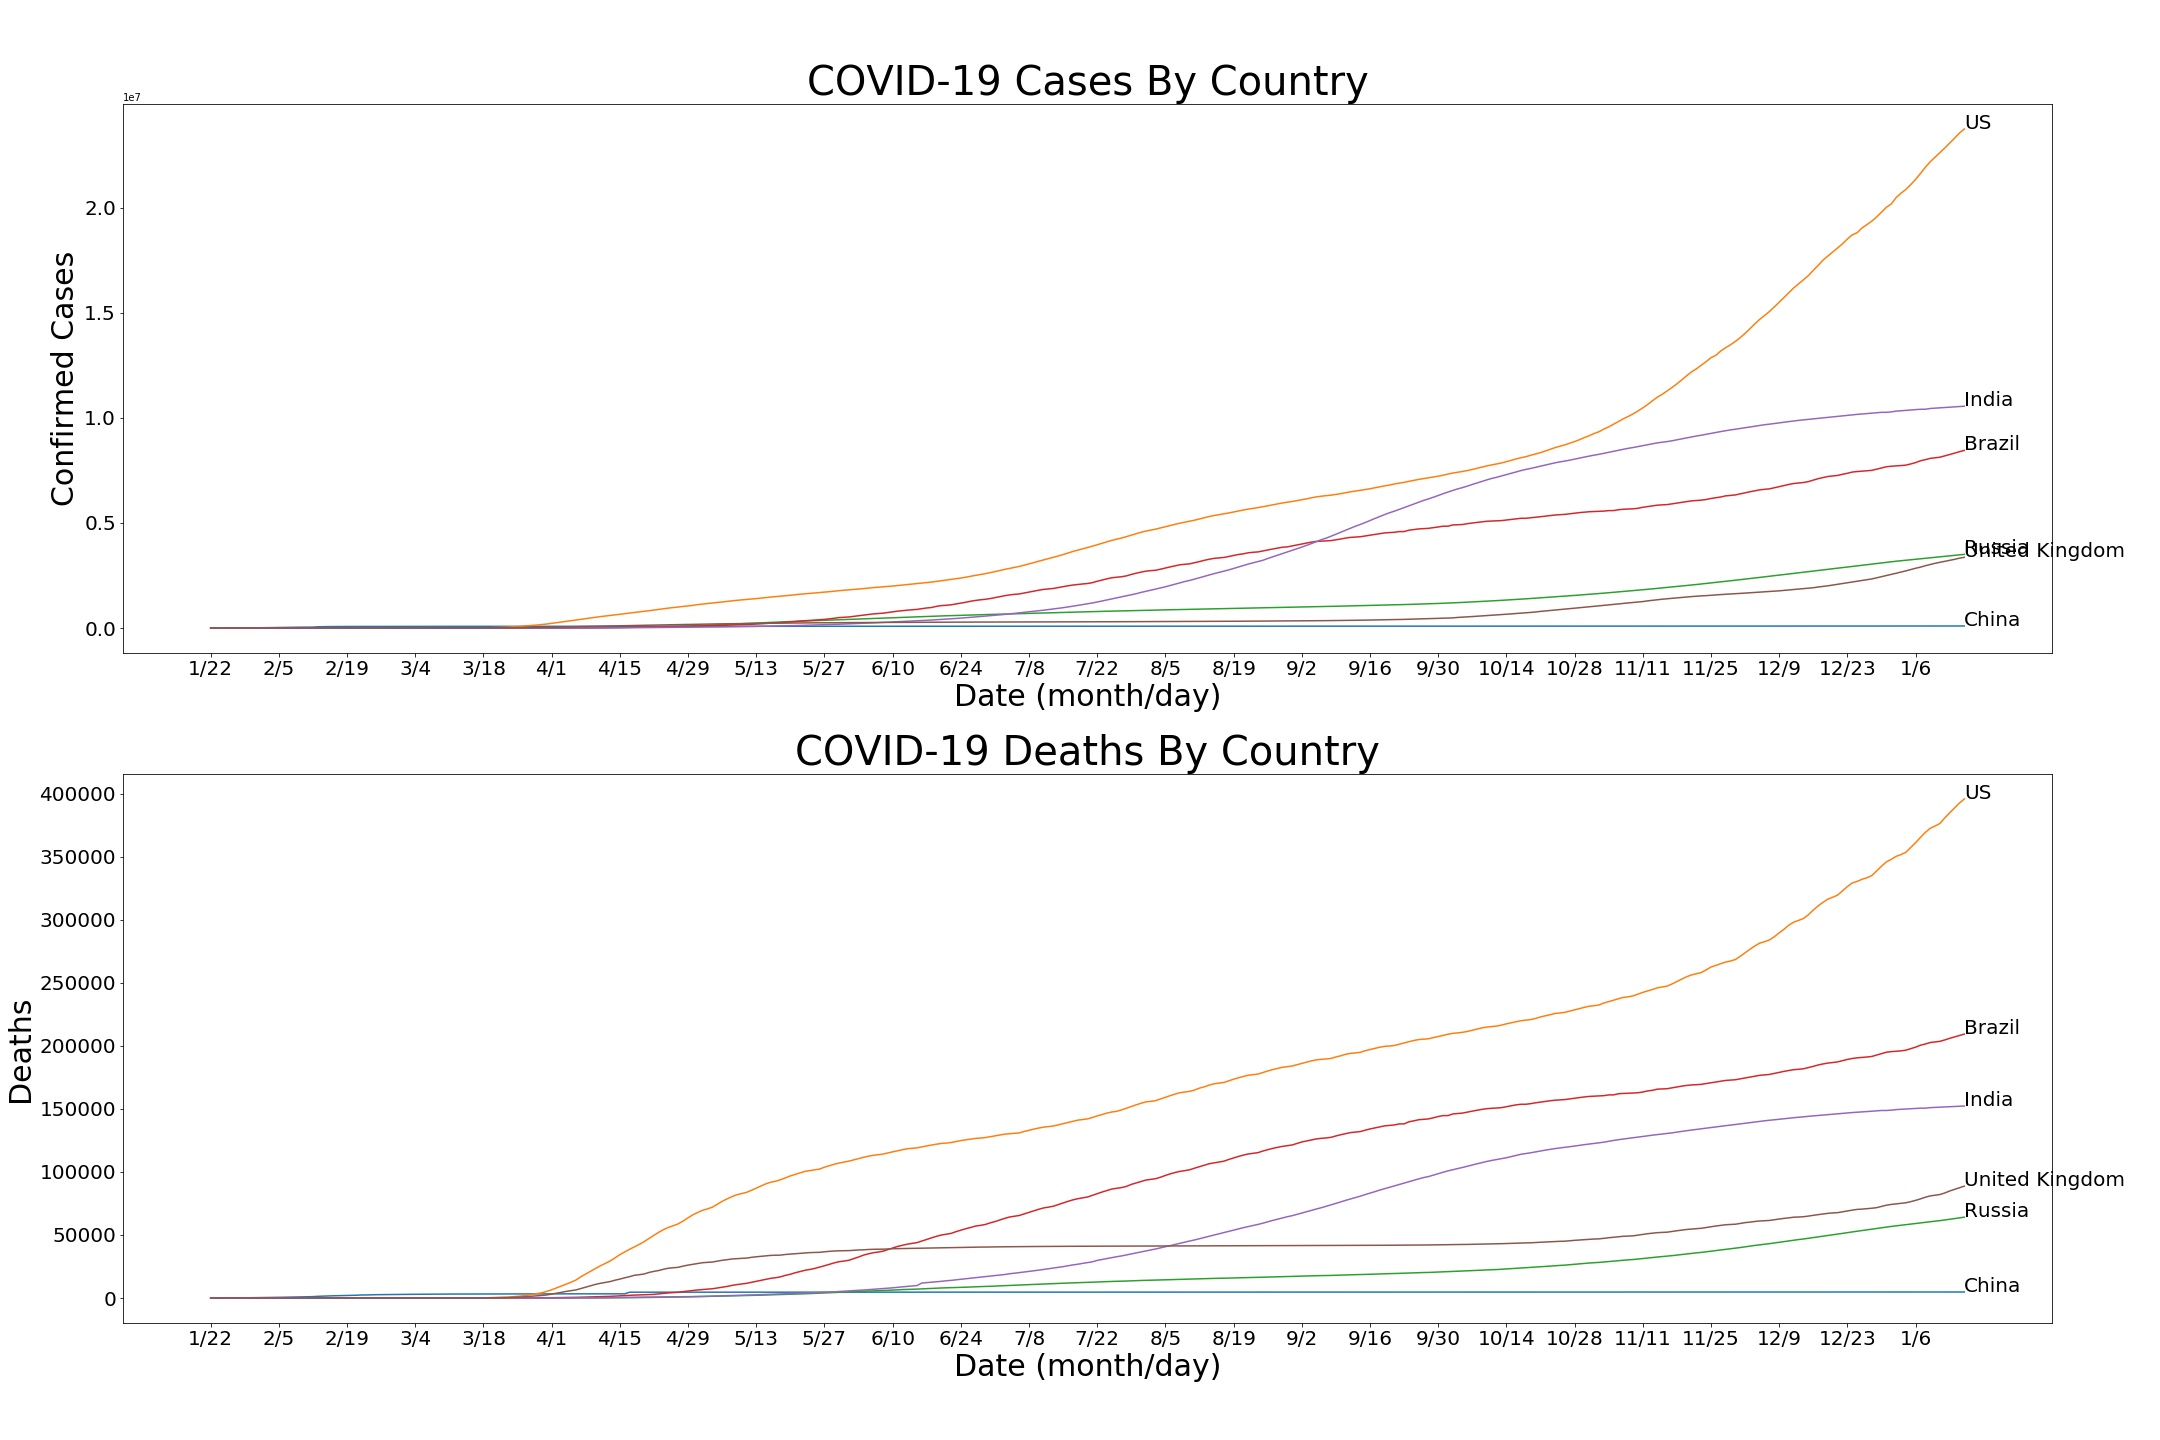 COVID-19 Cases By Country
1e7
US
2.0
1.5
Confirmed Cases
India
1.0
Brazil
0.5
Russia
United Kingdom
China
0.0
1/22 2/5 2/19 3/4 3/18 4/1 4/15 4/29 5/13 5/27 6/10 6/24 7/8 7/22 8/5 8/19 9/2 9/16 9/30 10/14 10/28 11/11 11/25 12/9 12/23 1/6
Date (month/day)
COVID-19 Deaths By Country
US
400000
350000
300000
250000
Deaths
Brazil
200000
India
150000
100000
United Kingdom
Russia
50000
China
0
1/22 2/5 2/19 3/4 3/18 4/1 4/15 4/29 5/13 5/27 6/10 6/24 7/8 7/22 8/5 8/19 9/2 9/16 9/30 10/14 10/28 11/11 11/25 12/9 12/23 1/6
Date (month/day)